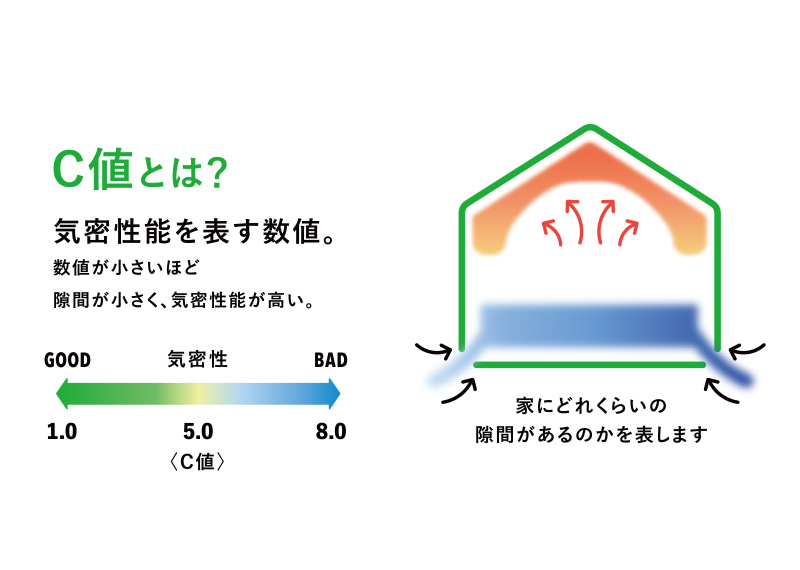 C値とは?
気密性能を表す数値。
数値が小さいほど
隙間が小さく、気密性能が高い。
GOOD 気密性 BAD
1.0 5.0 8.0
〈C値〉
家にどれくらいの
隙間があるのかを表します